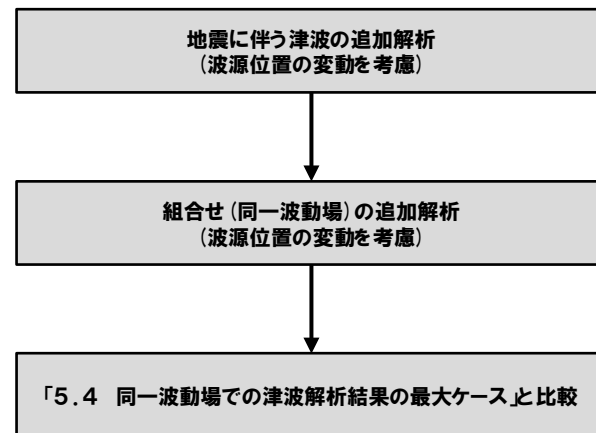 地震に伴う津波の追加解析
(波源位置の変動を考慮)
組合せ(同一波動場)の追加解析
(波源位置の変動を考慮)
「5.4 同一波動場での津波解析結果の最大ケース」と比較